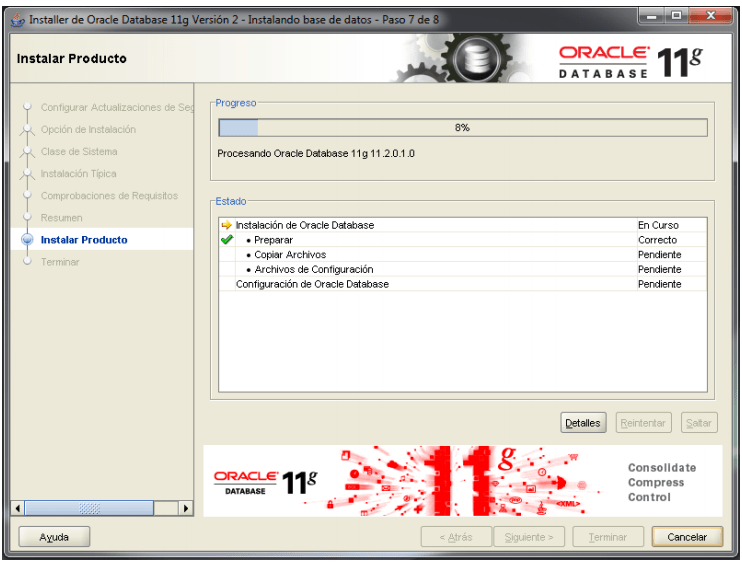 Installer de Oracle Database 11g Versión 2 - Instalando base de datos - Paso 7 de 8
Instalar Producto
ORACLE 11g
DATABASE
Configurar Actualizaciones de Seg
Opción de Instalación
Clase de Sistema
Instalación Típica
Comprobaciones de Requisitos
Resumen
Instalar Producto
Terminar
Progreso
8%
Procesando Oracle Database 11g 11.2.0.1.0
Estado
Instalación de Oracle Database En Curso
• Preparar Correcto
• Copiar Archivos Pendiente
• Archivos de Configuración Pendiente
Configuración de Oracle Database Pendiente
Detalles Reintentar Saltar
ORACLE 11g
DATABASE
11g
<XML>
Consolidate
Compress
Control
Ayuda < Atrás Siguiente > Terminar Cancelar